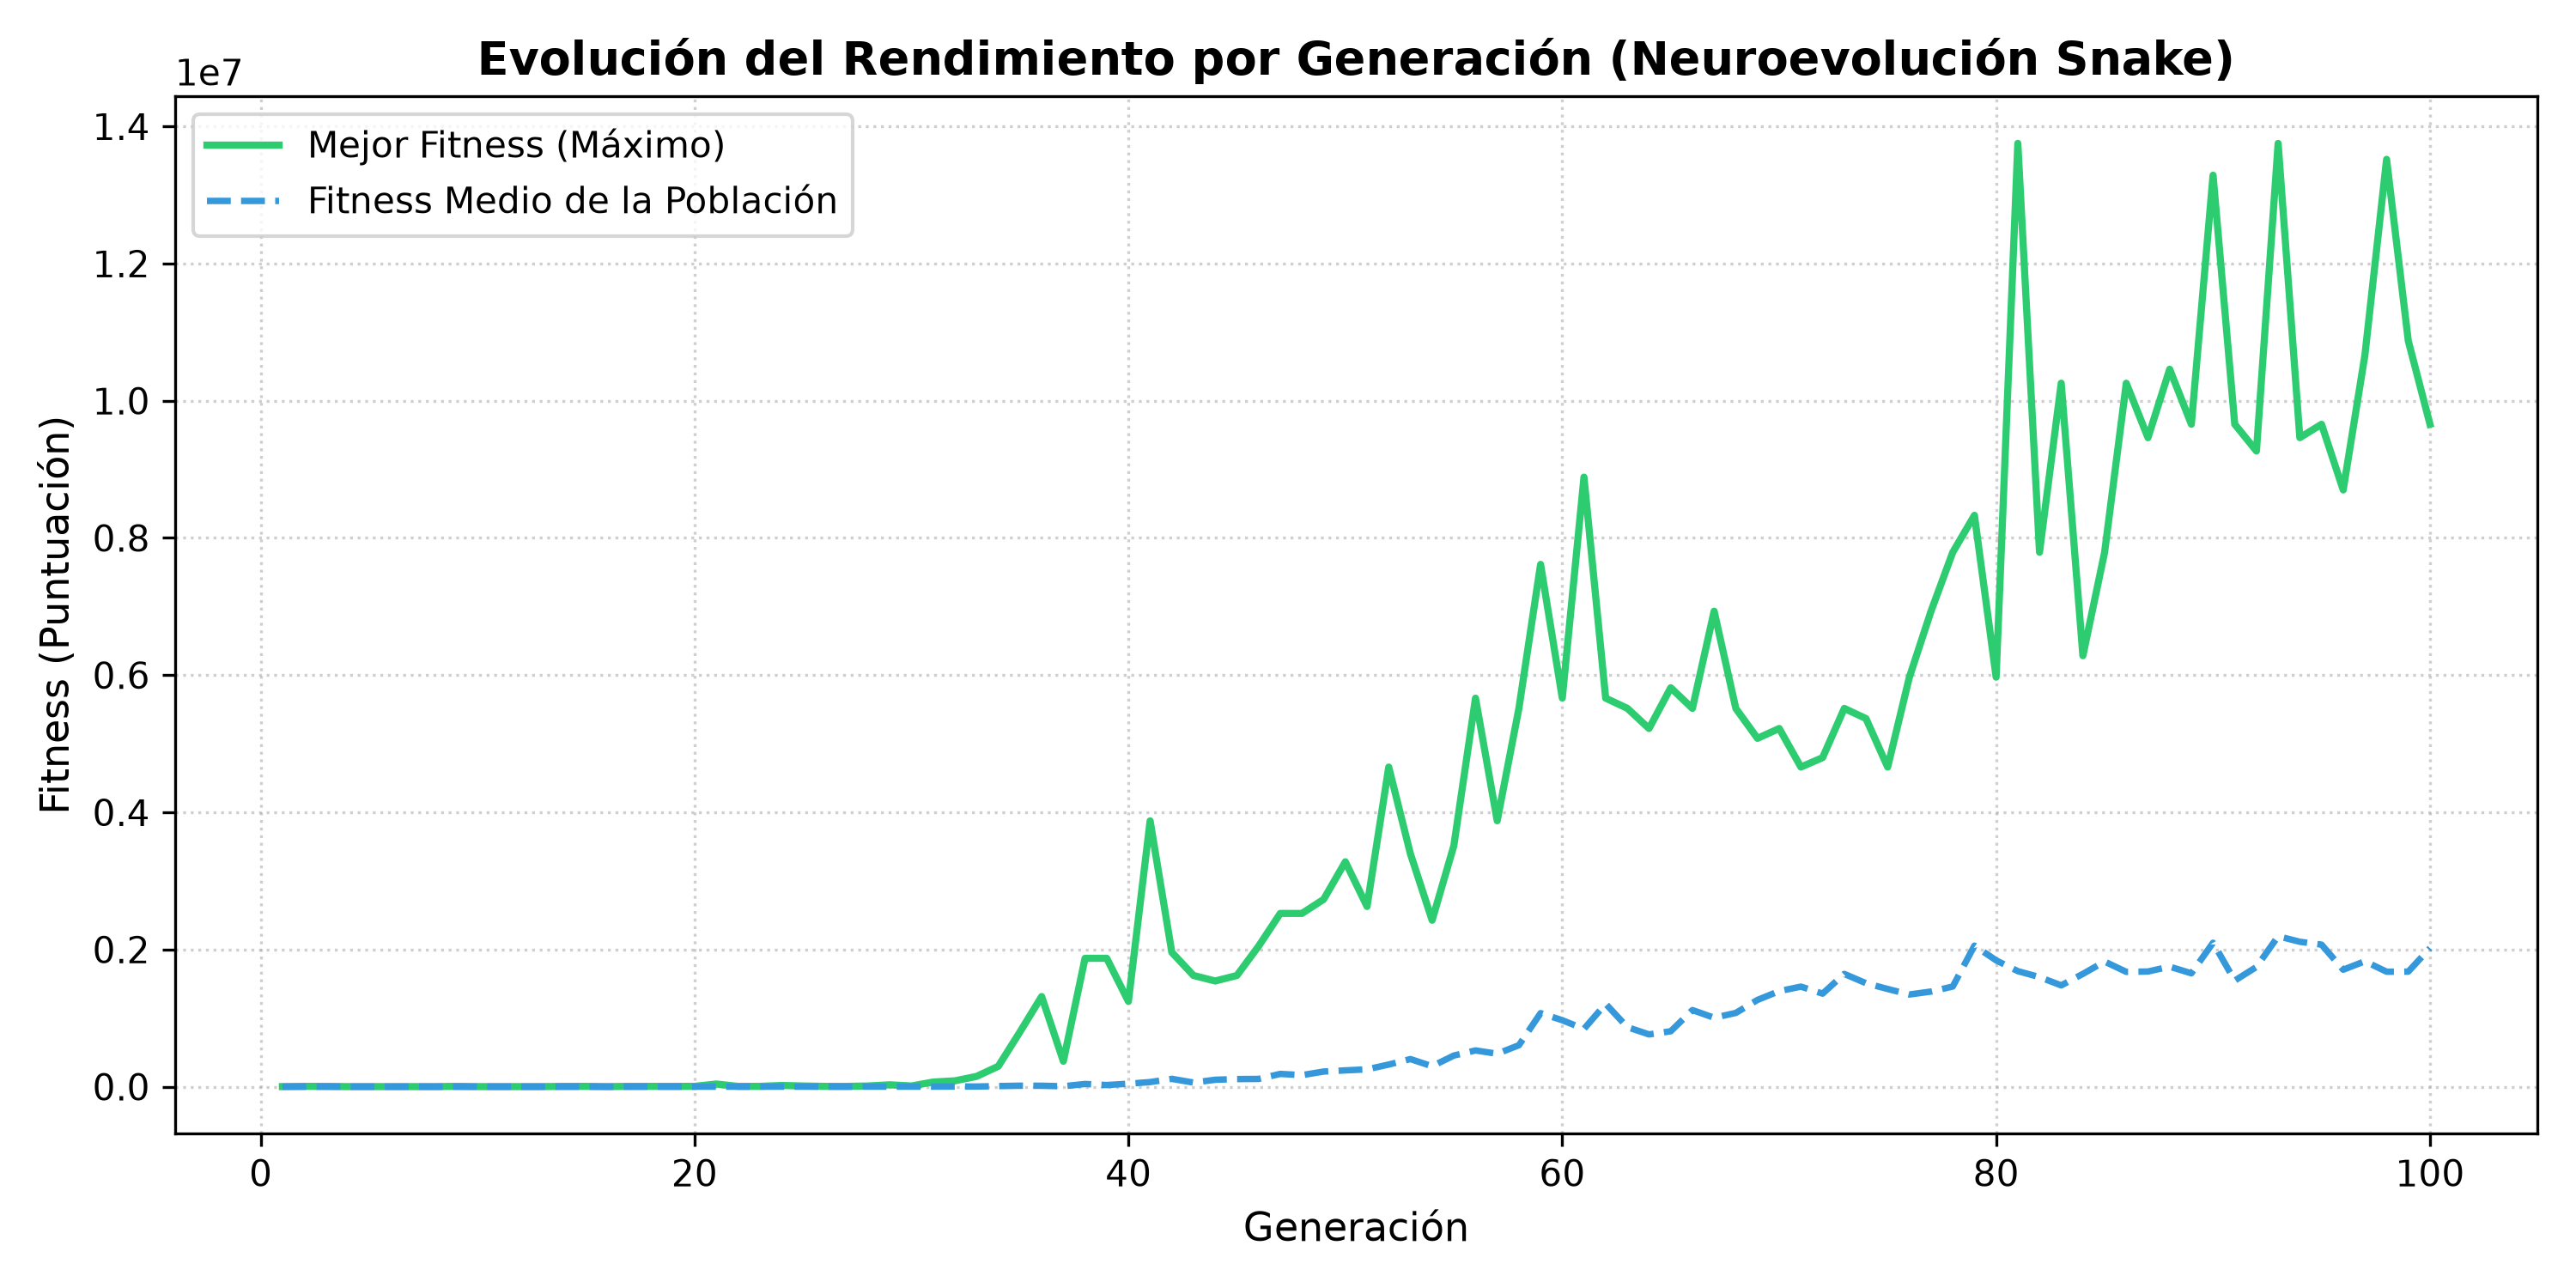 Evolución del Rendimiento por Generación (Neuroevolución Snake)
1e7
Mejor Fitness (Máximo)
Fitness Medio de la Población
1.4
1.2
1.0
0.8
0.6
0.4
0.2
0.0
Fitness (Puntuación)
0 20 40 60 80 100
Generación